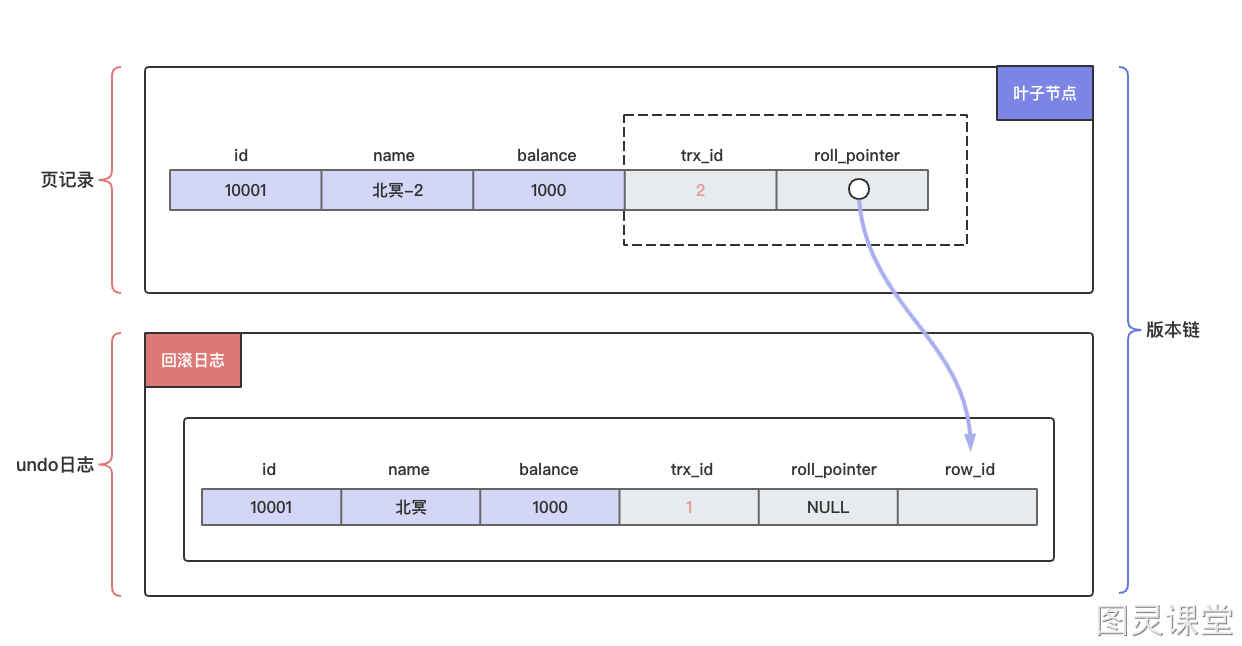 叶子节点
id name balance trx_id roll_pointer
页记录
10001 北冥-2 1000 2
版本链
回滚日志
undo日志
id name balance trx_id roll_pointer row_id
10001 北冥 1000 1 NULL
图灵课堂